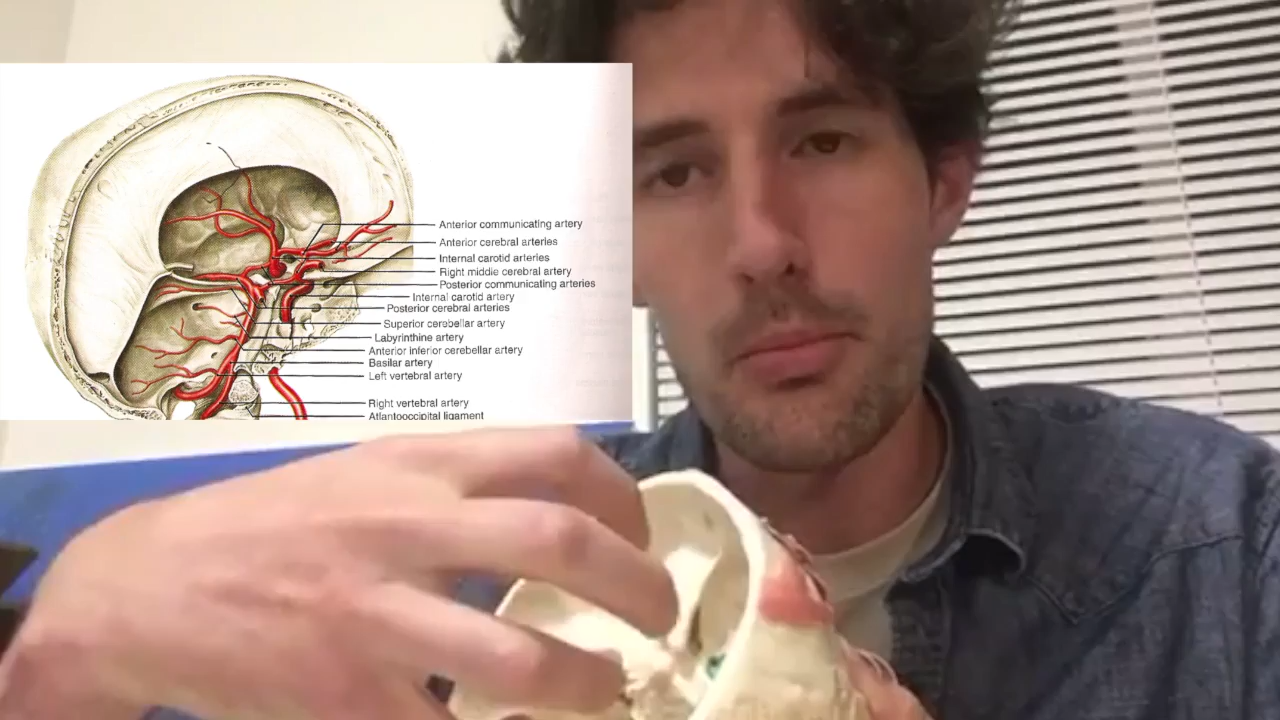 Anterior communicating artery
Anterior cerebral arteries
Internal carotid arteries
Right middle cerebral artery
Posterior communicating arteries
Internal carotid artery
Posterior cerebral arteries
Superior cerebellar artery
Labyrinthine artery
Anterior inferior cerebellar artery
Basilar artery
Left vertebral artery
Right vertebral artery
Atlantooccipital ligament